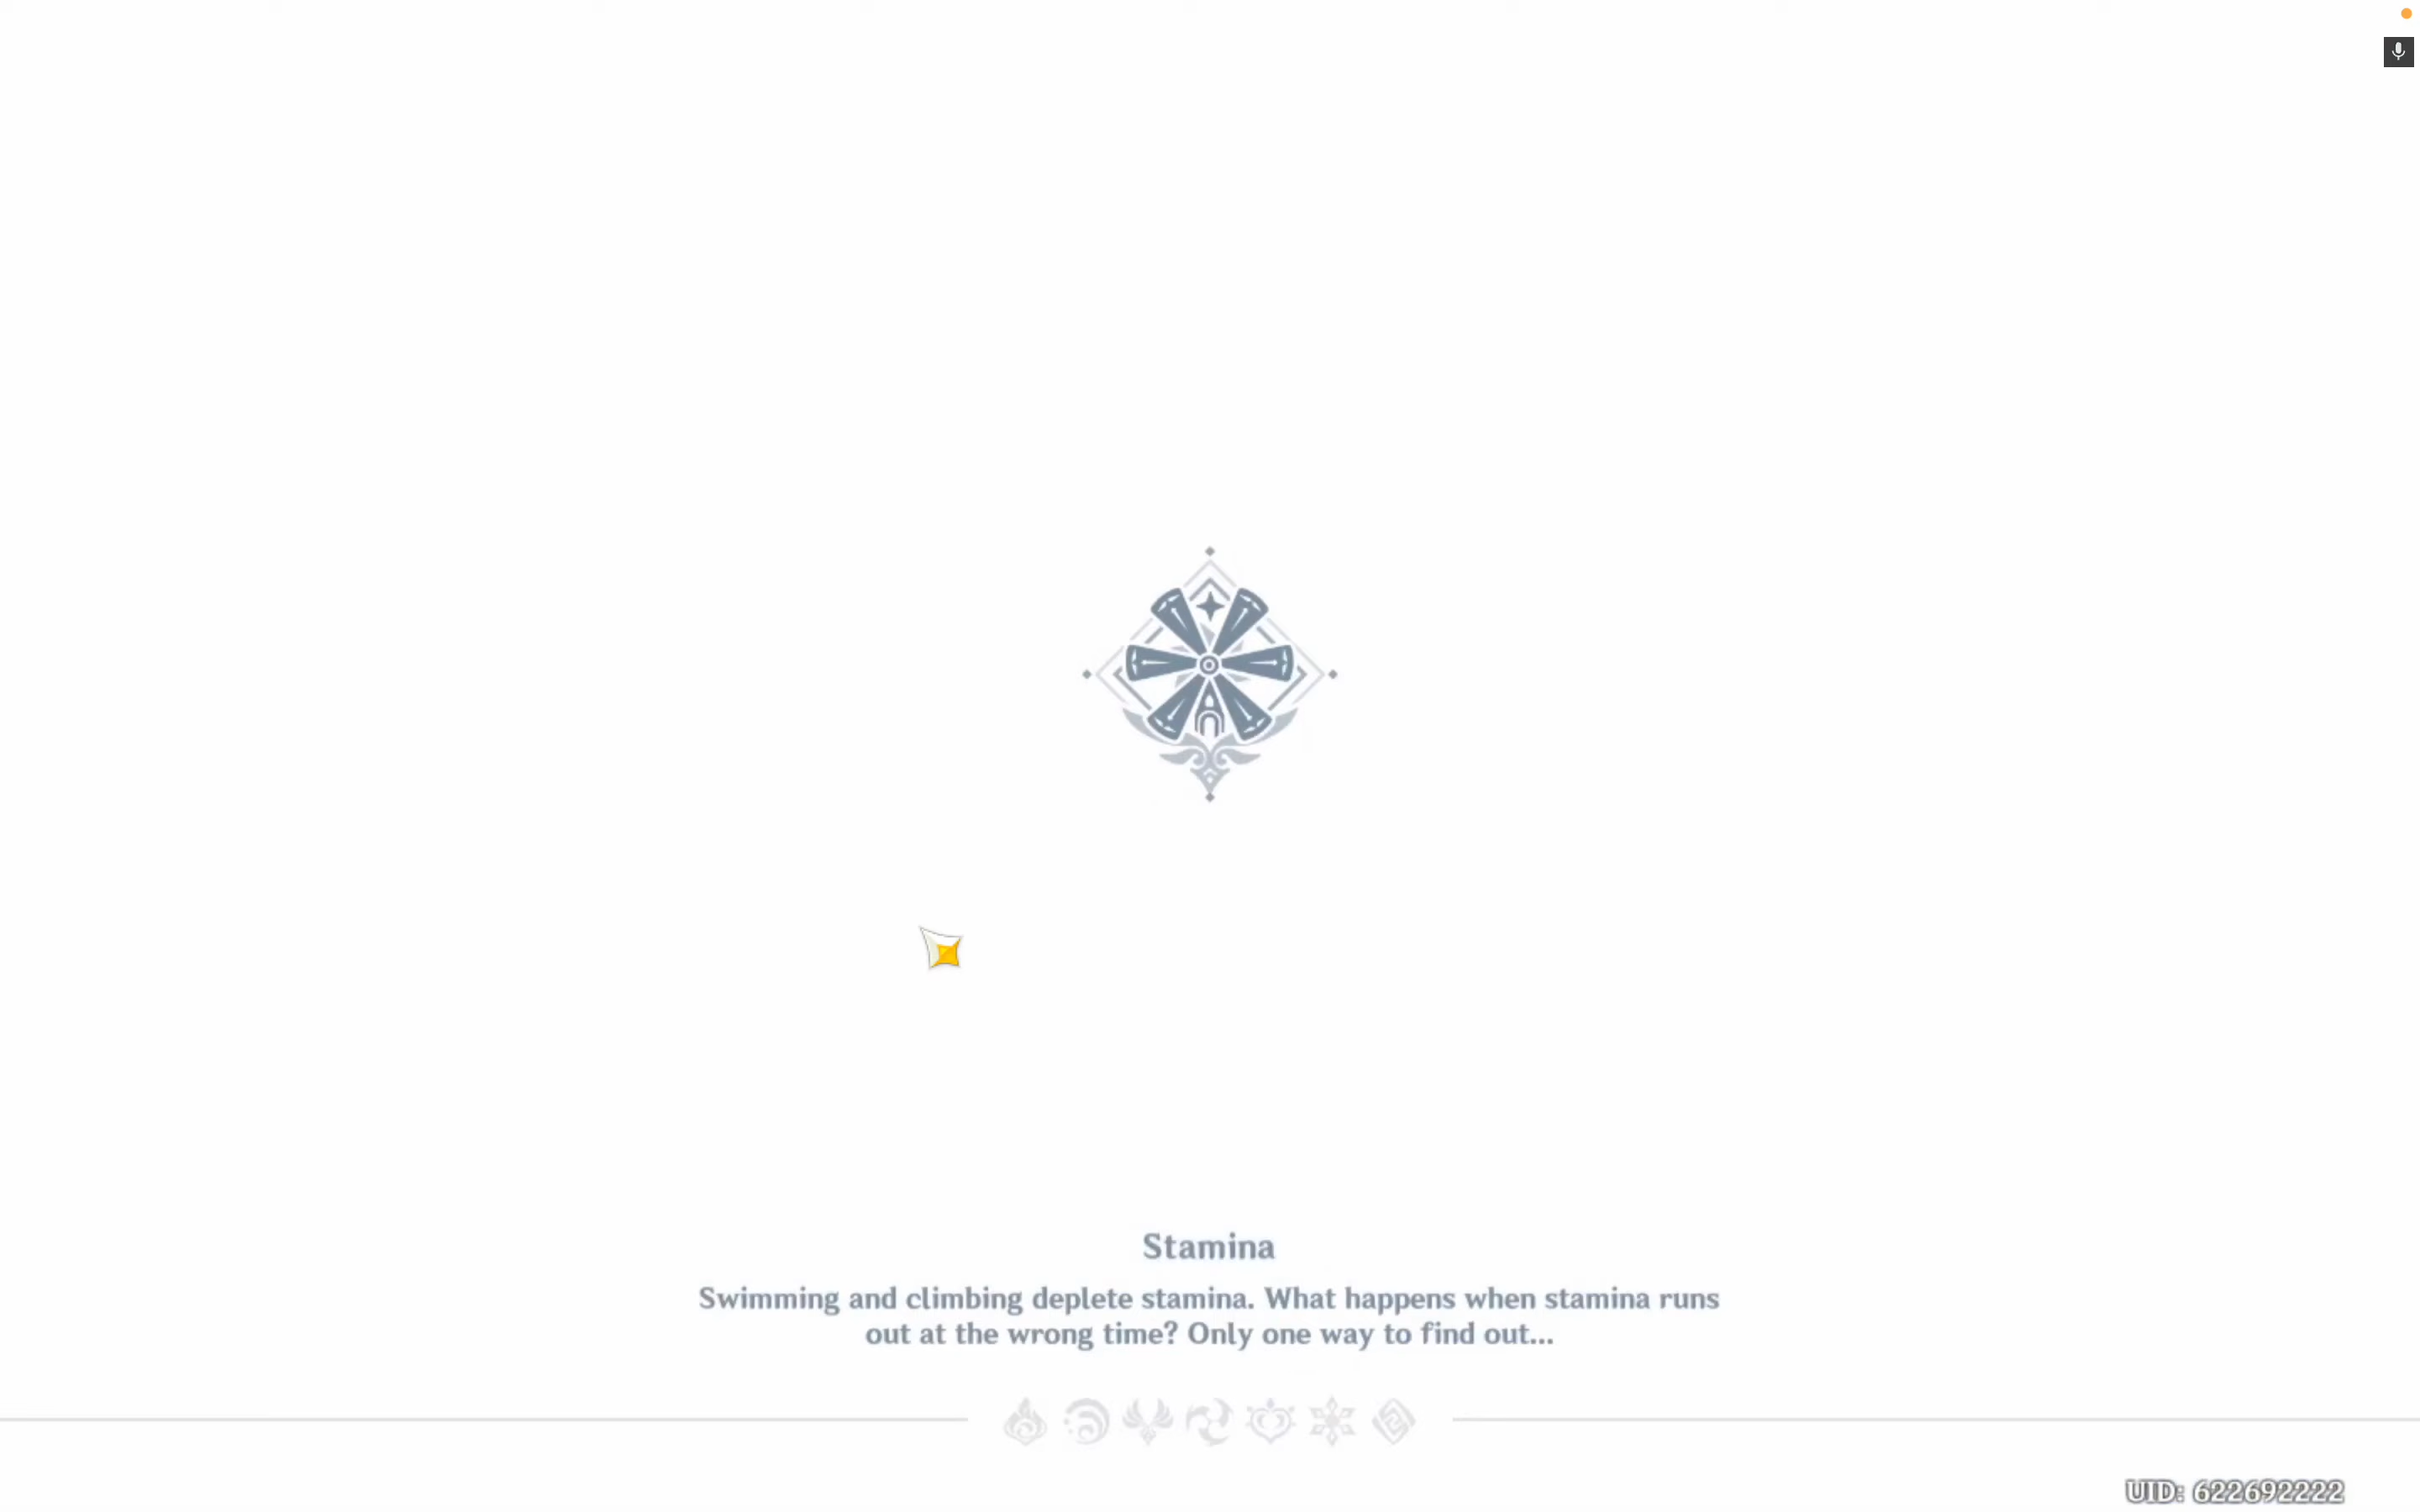 Stamina
Swimming and climbing deplete stamina. What happens when stamina runs
out at the wrong time? Only one way to find out...
UID: 622692222